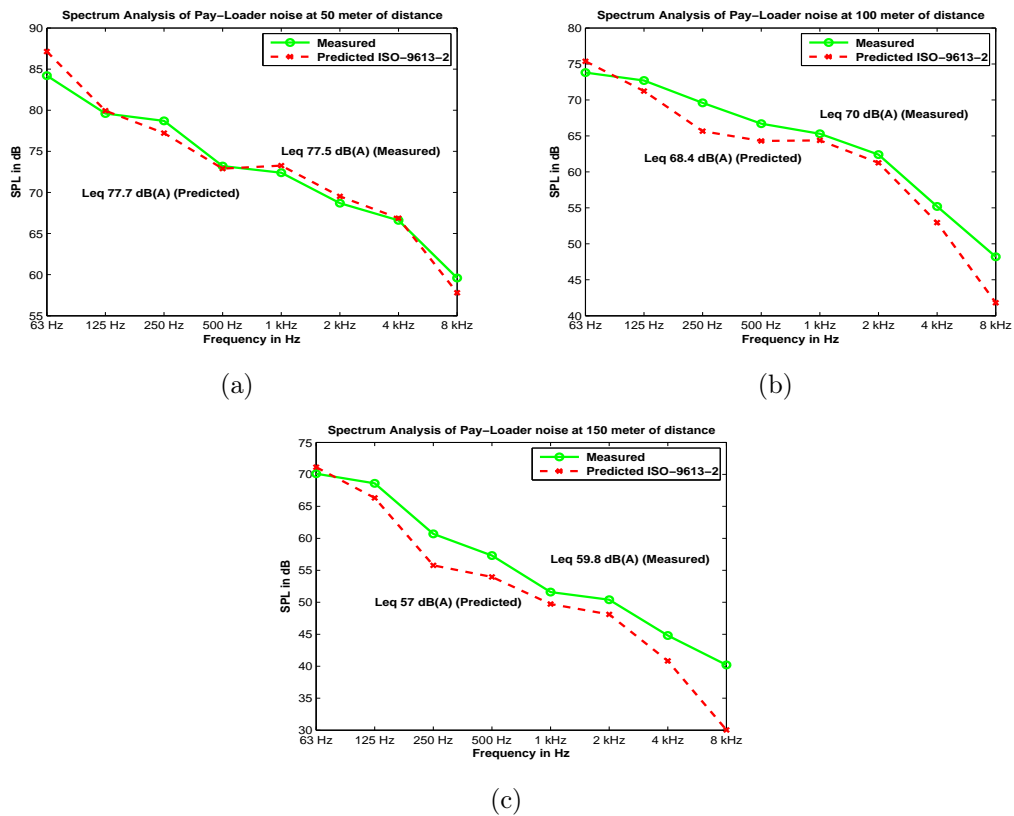 Spectrum Analysis of Pay−Loader noise at 50 meter of distance
90
85
80
75
70
65
60
55
SPL in dB
Measured
Predicted ISO−9613−2
Leq 77.5 dB(A) (Measured)
Leq 77.7 dB(A) (Predicted)
63 Hz 125 Hz 250 Hz 500 Hz 1 kHz 2 kHz 4 kHz 8 kHz
Frequency in Hz
(a)
Spectrum Analysis of Pay−Loader noise at 100 meter of distance
80
75
70
65
60
55
50
45
40
SPL in dB
Measured
Predicted ISO−9613−2
Leq 70 dB(A) (Measured)
Leq 68.4 dB(A) (Predicted)
63 Hz 125 Hz 250 Hz 500 Hz 1 kHz 2 kHz 4 kHz 8 kHz
Frequency in Hz
(b)
Spectrum Analysis of Pay−Loader noise at 150 meter of distance
75
70
65
60
55
50
45
40
35
30
SPL in dB
Measured
Predicted ISO−9613−2
Leq 59.8 dB(A) (Measured)
Leq 57 dB(A) (Predicted)
63 Hz 125 Hz 250 Hz 500 Hz 1 kHz 2 kHz 4 kHz 8 kHz
Frequency in Hz
(c)